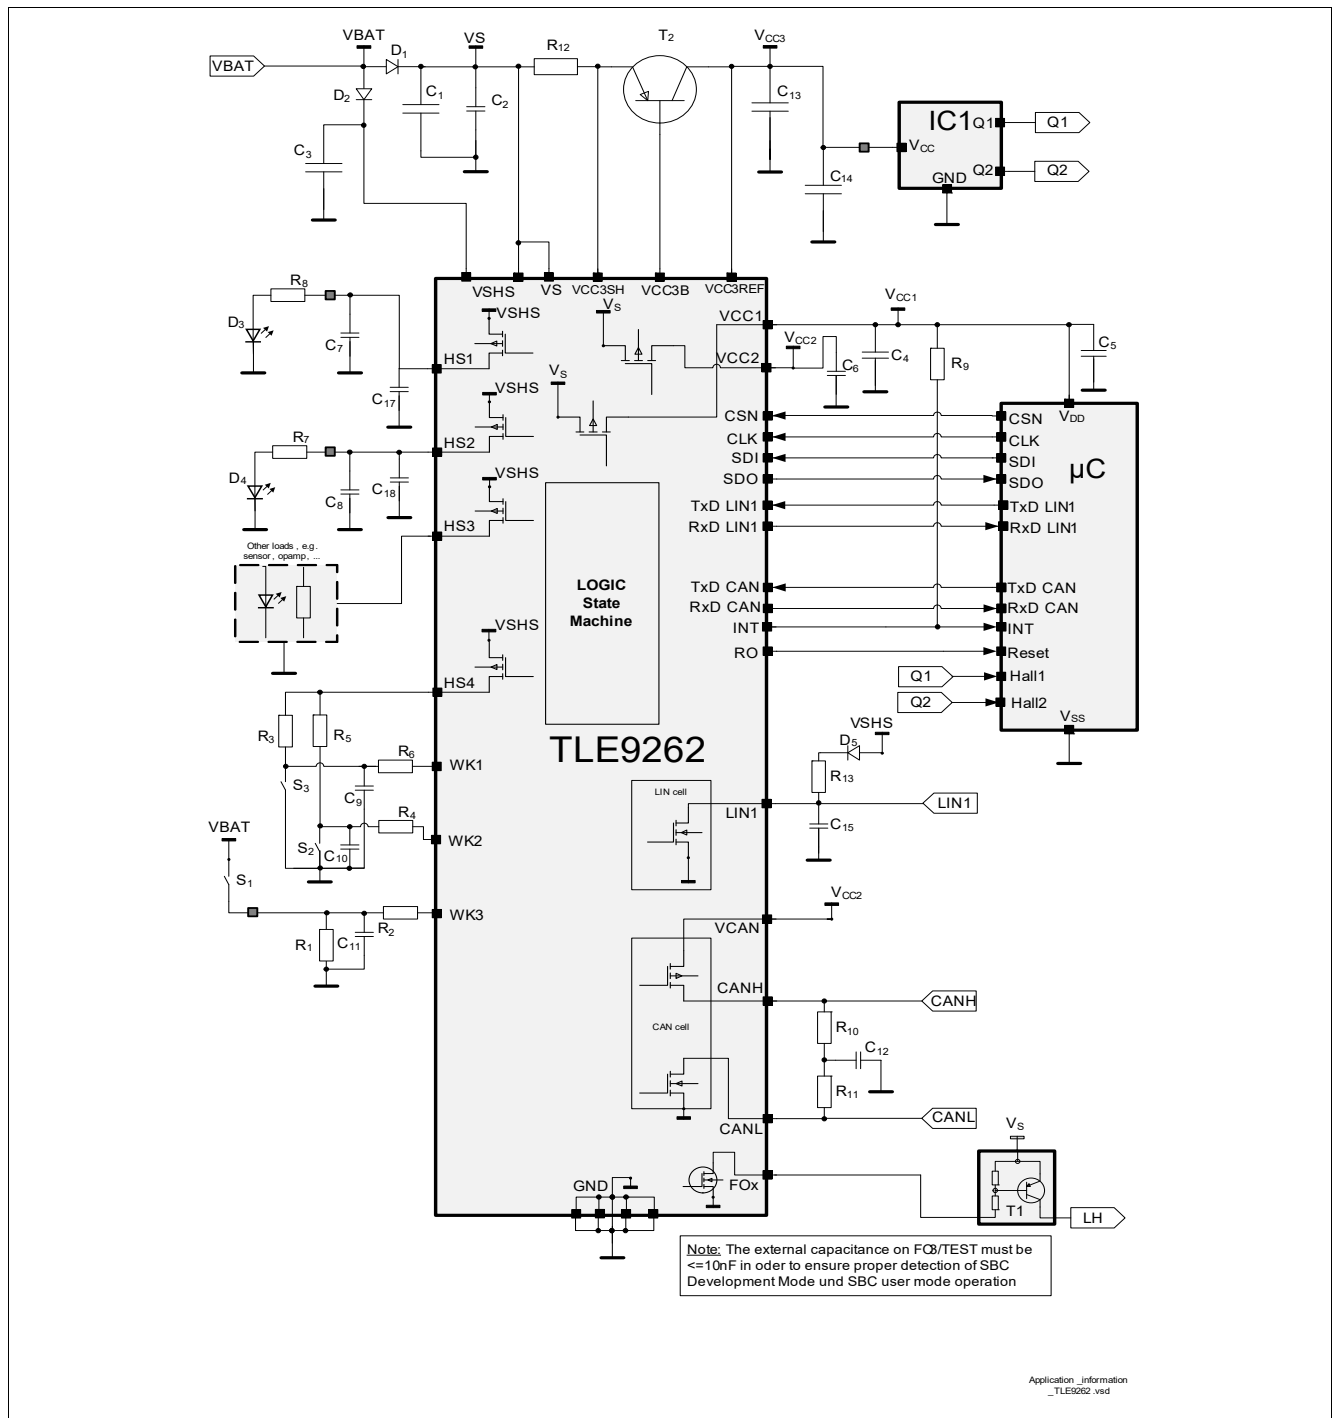 VBAT VS T2 VCC3
VBAT D1 R12
D2 C1 C2 C13
C3 C14
IC1 Q1 Q1
VCC
Q2 Q2
GND
VSHS VS VCC3SH VCC3B VCC3REF
R8
D3 C7 C17
HS1
VSHS
VS
VS
VCC1
VCC2
VCC1
VCC2
C6 C4 R9 C5
R7
D4 C8 C18
HS2
VSHS
HS3
VSHS
Other loads , e.g.
sensor , opamp, ...
HS4
VSHS
LOGIC
State
Machine
CSN CSN
CLK CLK
SDI SDI
SDO SDO
TxD LIN1 TxD LIN1
RxD LIN1 RxD LIN1
TxD CAN TxD CAN
RxD CAN RxD CAN
INT INT
RO Reset
Q1 Hall1
Q2 Hall2
VDD
µC
VSS
R3 R5 R6
WK1
S3 C9
R4
WK2
S2 C10
VBAT
S1
WK3
R1 C11 R2
TLE9262
LIN cell
LIN1
VSHS
D5
R13
LIN1
C15
VCC2
VCAN
CANH
CANH
CAN cell
R10
C12
R11
CANL
CANL
FOx
GND
VS
T1
LH
Note: The external capacitance on FO3/TEST must be
<=10nF in oder to ensure proper detection of SBC
Development Mode und SBC user mode operation
Application _information
_TLE9262 .vsd